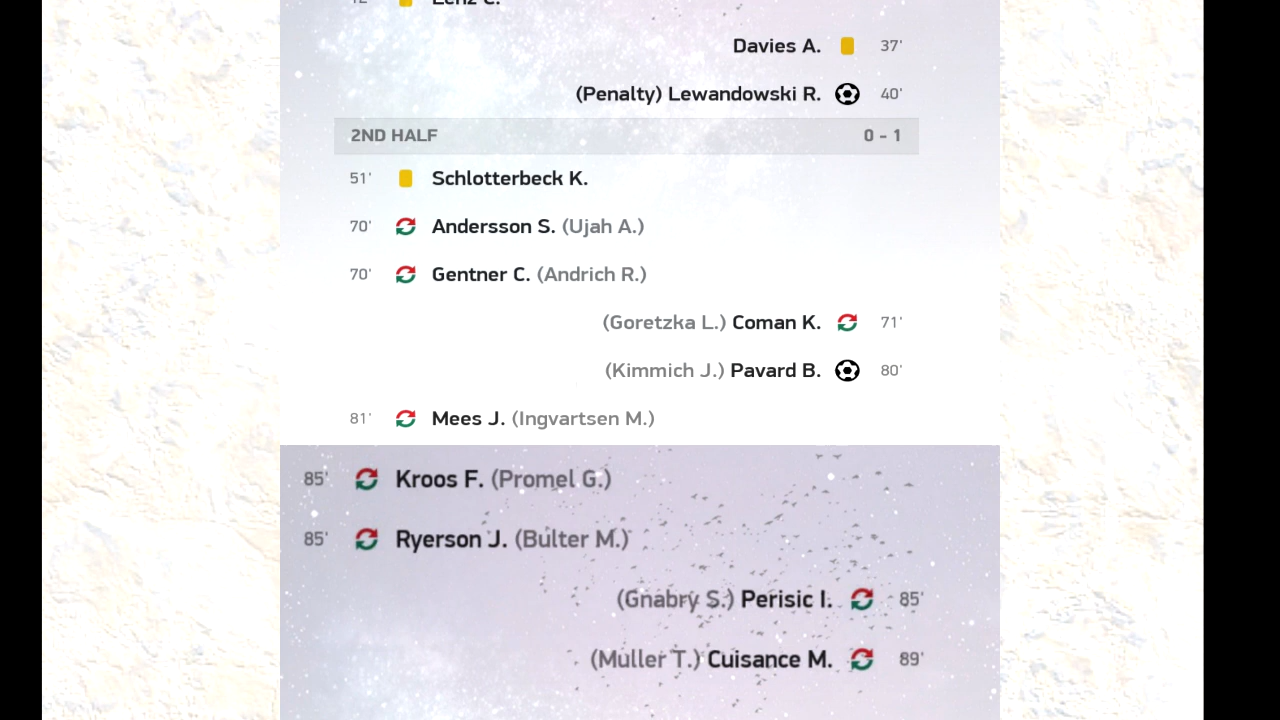 12' Lenz C.
Davies A. 37'
(Penalty) Lewandowski R. 40'
2ND HALF 0 - 1
51' Schlotterbeck K.
70' Andersson S. (Ujah A.)
70' Gentner C. (Andrich R.)
(Goretzka L.) Coman K. 71'
(Kimmich J.) Pavard B. 80'
81' Mees J. (Ingvartsen M.)
85' Kroos F. (Promel G.)
85' Ryerson J. (Bulter M.)
(Gnabry S.) Perisic I. 85'
(Muller T.) Cuisance M. 89'